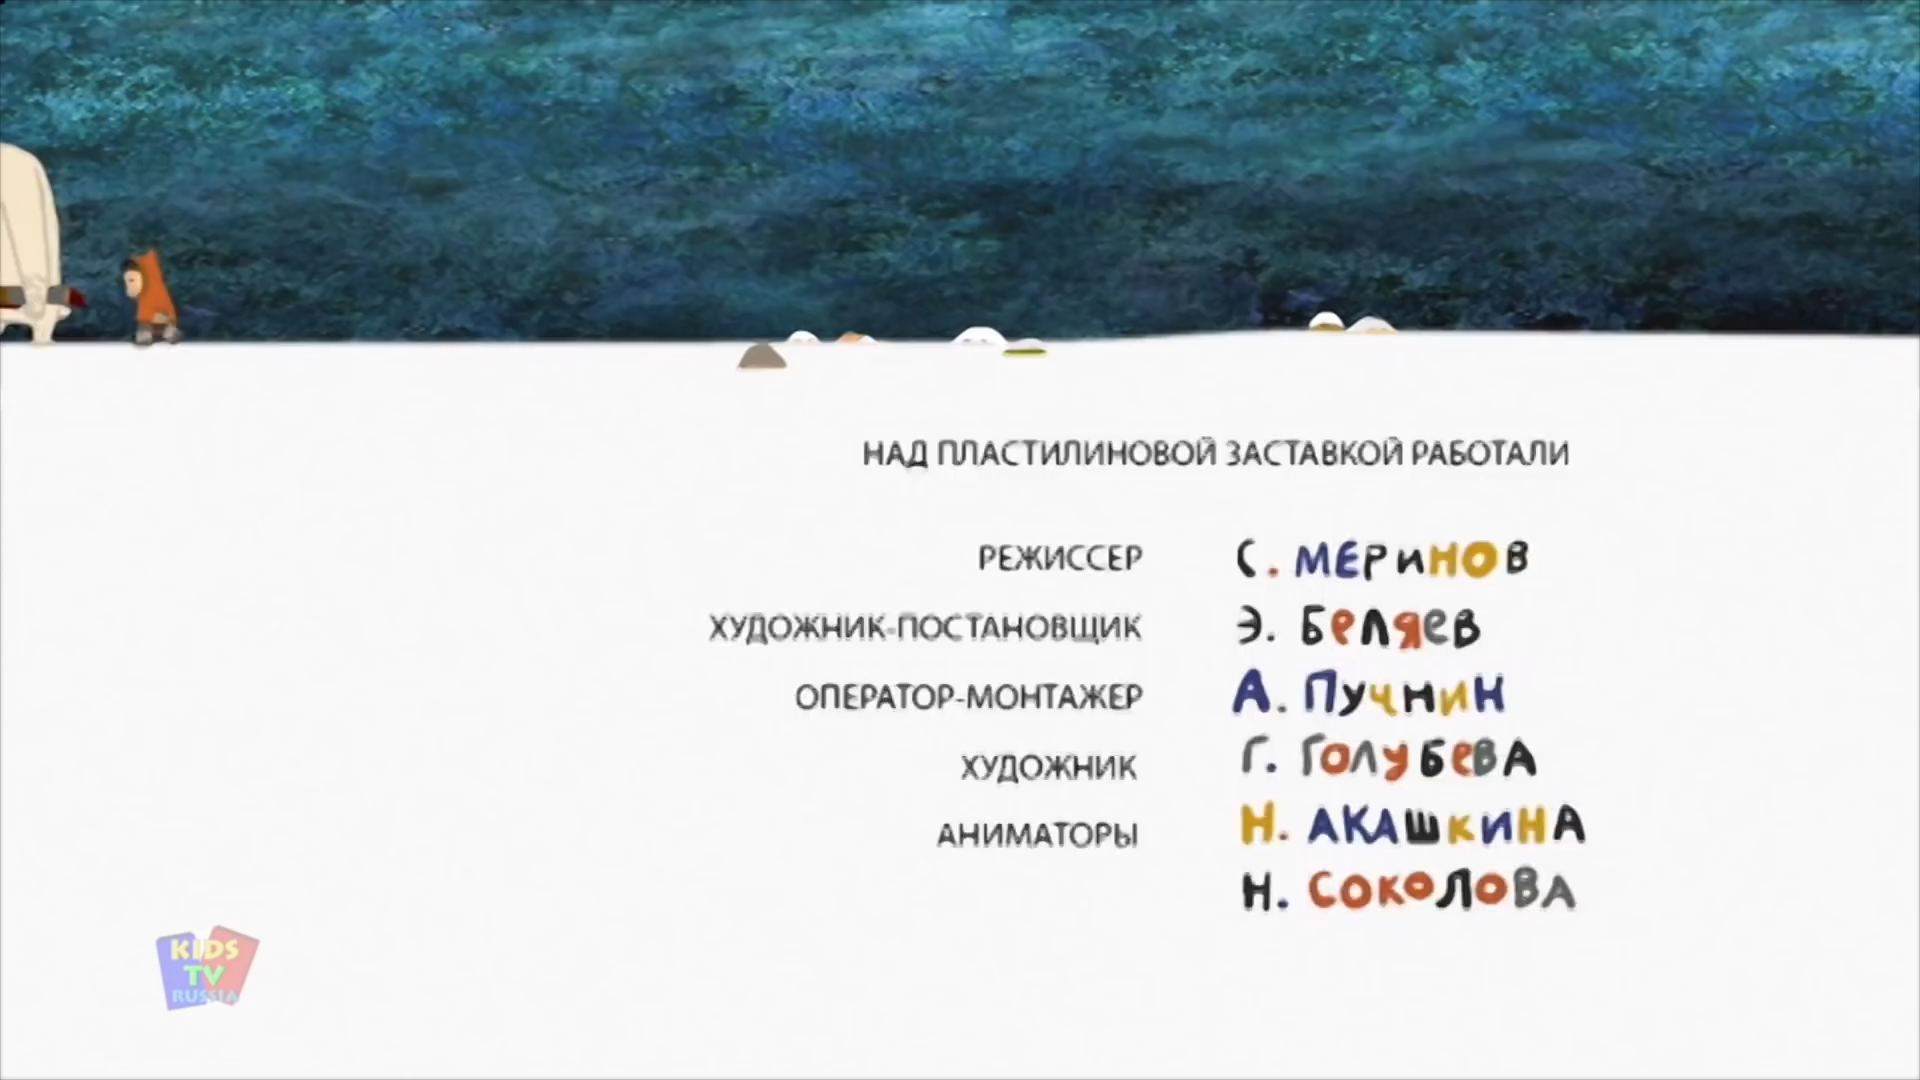 НАД ПЛАСТИЛИНОВОЙ ЗАСТАВКОЙ РАБОТАЛИ
РЕЖИССЕР С. МЕРИНОВ
ХУДОЖНИК-ПОСТАНОВЩИК Э. БЕЛЯЕВ
ОПЕРАТОР-МОНТАЖЕР А. ПУЧНИН
ХУДОЖНИК Г. ГОЛУБЕВА
АНИМАТОРЫ Н. АКАШКИНА
Н. СОКОЛОВА
KIDS
TV
RUSSIA